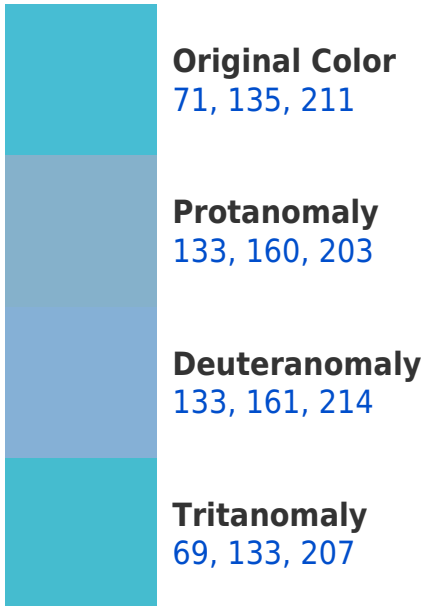 Original Color
71, 135, 211
Protanomaly
133, 160, 203
Deuteranomaly
133, 161, 214
Tritanomaly
69, 133, 207